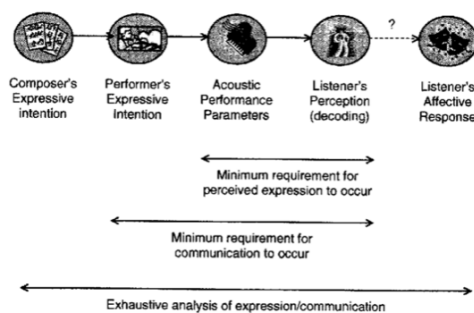 ?
Composer's
Expressive
intention
Performer's
Expressive
Intention
Acoustic
Performance
Parameters
Listener's
Perception
(decoding)
Listener's
Affective
Response
Minimum requirement for
perceived expression to occur
Minimum requirement for
communication to occur
Exhaustive analysis of expression/communication